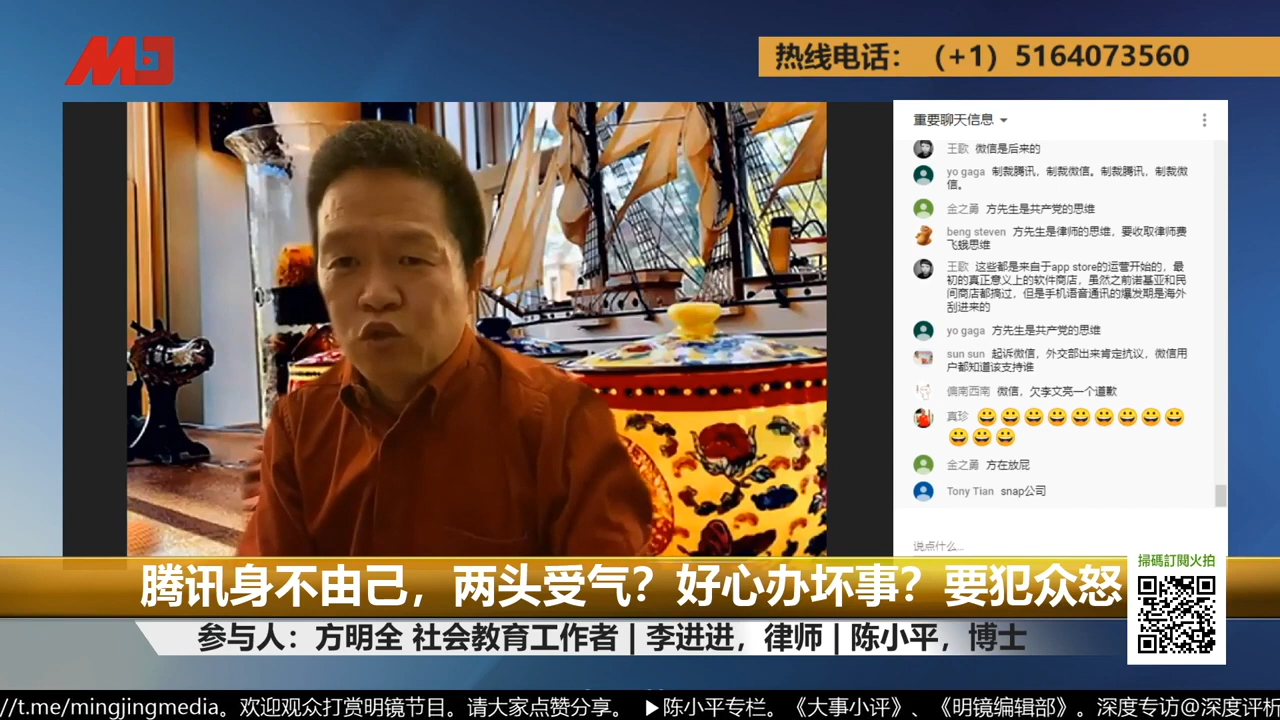 MJ
热线电话：（+1）5164073560
重要聊天信息
王歌 微信是后来的
yo gaga 制裁腾讯，制裁微信。制裁腾讯，制裁微
信。
金之勇 方先生是共产党的思维
beng steven 方先生是律师的思维，要收取律师费
飞蛾思维
王歌 这些都是来自于app store的运营开始的，最
初的真正意义上的软件商店，虽然之前诺基亚和民
间商店都搞过，但是手机语音通讯的爆发期是海外
刮进来的
yo gaga 方先生是共产党的思维
sun sun 起诉微信，外交部出来肯定抗议，微信用
户都知道该支持谁
偏南西南 微信，欠李文亮一个道歉
真珍 😀😀😀😀😀😀😀😀😀
😀😀😀
金之勇 方在放屁
Tony Tian snap公司
说点什么...
掃碼訂閱火拍
腾讯身不由己，两头受气？好心办坏事？要犯众怒
参与人：方明全 社会教育工作者 | 李进进，律师 | 陈小平，博士
//t.me/mingjingmedia。欢迎观众打赏明镜节目。请大家点赞分享。 ▶陈小平专栏。《大事小评》、《明镜编辑部》。深度专访@深度评析